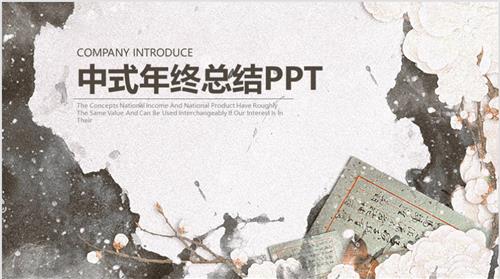 COMPANY INTRODUCE
中式年终总结PPT
The Concepts National Income And National Product Have Roughly
The Same Value And Can Be Used Interchangeably If Our Interest Is In
Their